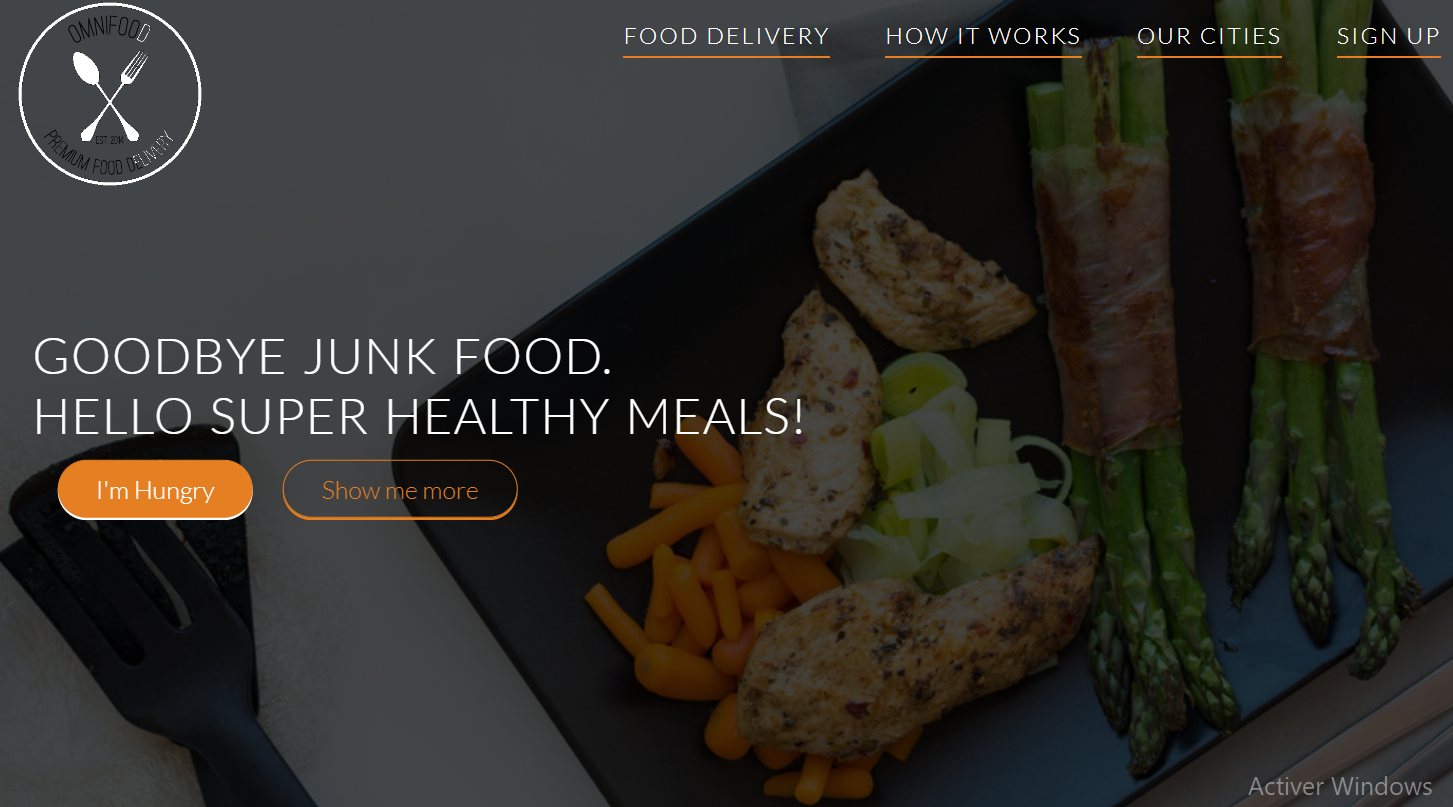 OMNIFOOD
EST. 2014
PREMIUM FOOD DELIVERY
FOOD DELIVERY
HOW IT WORKS
OUR CITIES
SIGN UP
GOODBYE JUNK FOOD.
HELLO SUPER HEALTHY MEALS!
I'm Hungry
Show me more
Activer Windows